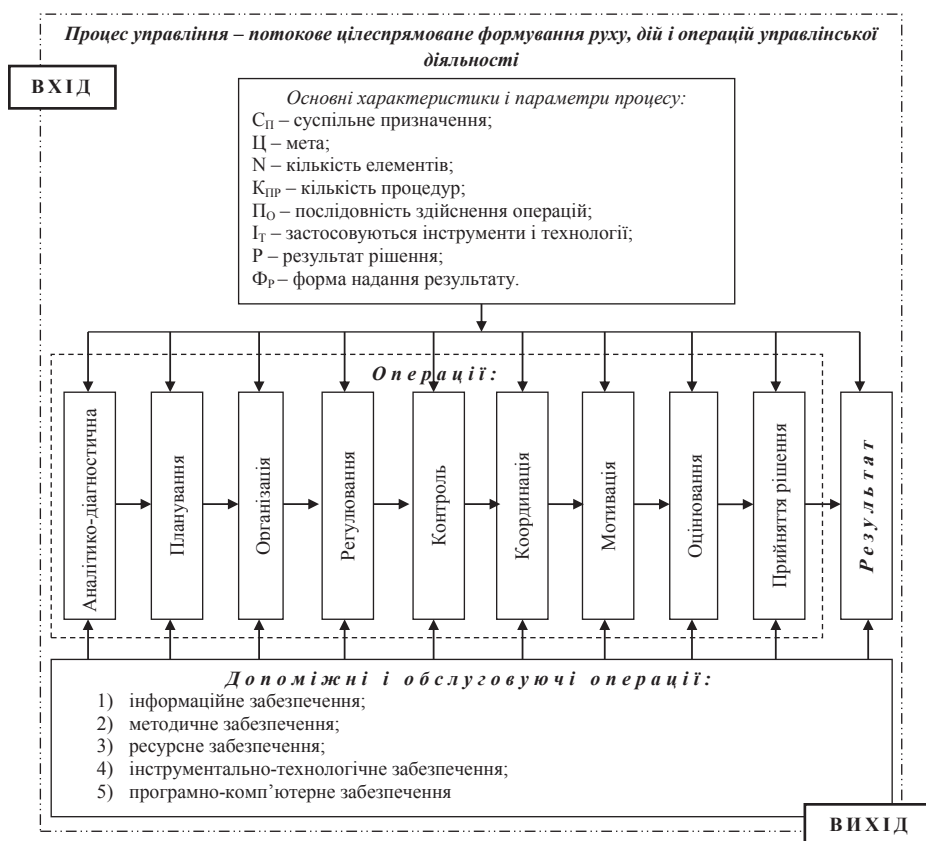 Процес управління – потокове цілеспрямоване формування руху, дій і операцій управлінської
діяльності
ВХІД
Основні характеристики і параметри процесу:
СП – суспільне призначення;
Ц – мета;
N – кількість елементів;
КПР – кількість процедур;
ПО – послідовність здійснення операцій;
ІТ – застосовуються інструменти і технології;
Р – результат рішення;
ФР – форма надання результату.
Операції:
Аналітико-діагностична
Планування
Організація
Регулювання
Контроль
Координація
Мотивація
Оцінювання
Прийняття рішення
Результат
Допоміжні і обслуговуючі операції:
1) інформаційне забезпечення;
2) методичне забезпечення;
3) ресурсне забезпечення;
4) інструментально-технологічне забезпечення;
5) програмно-комп’ютерне забезпечення
ВИХІД